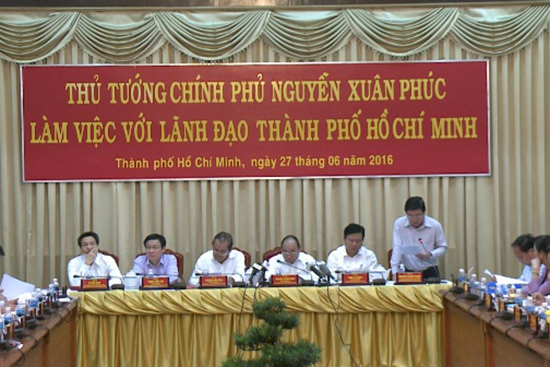 THỦ TƯỚNG CHÍNH PHỦ NGUYỄN XUÂN PHÚC
LÀM VIỆC VỚI LÃNH ĐẠO THÀNH PHỐ HỒ CHÍ MINH
Thành phố Hồ Chí Minh, ngày 27 tháng 06 năm 2016